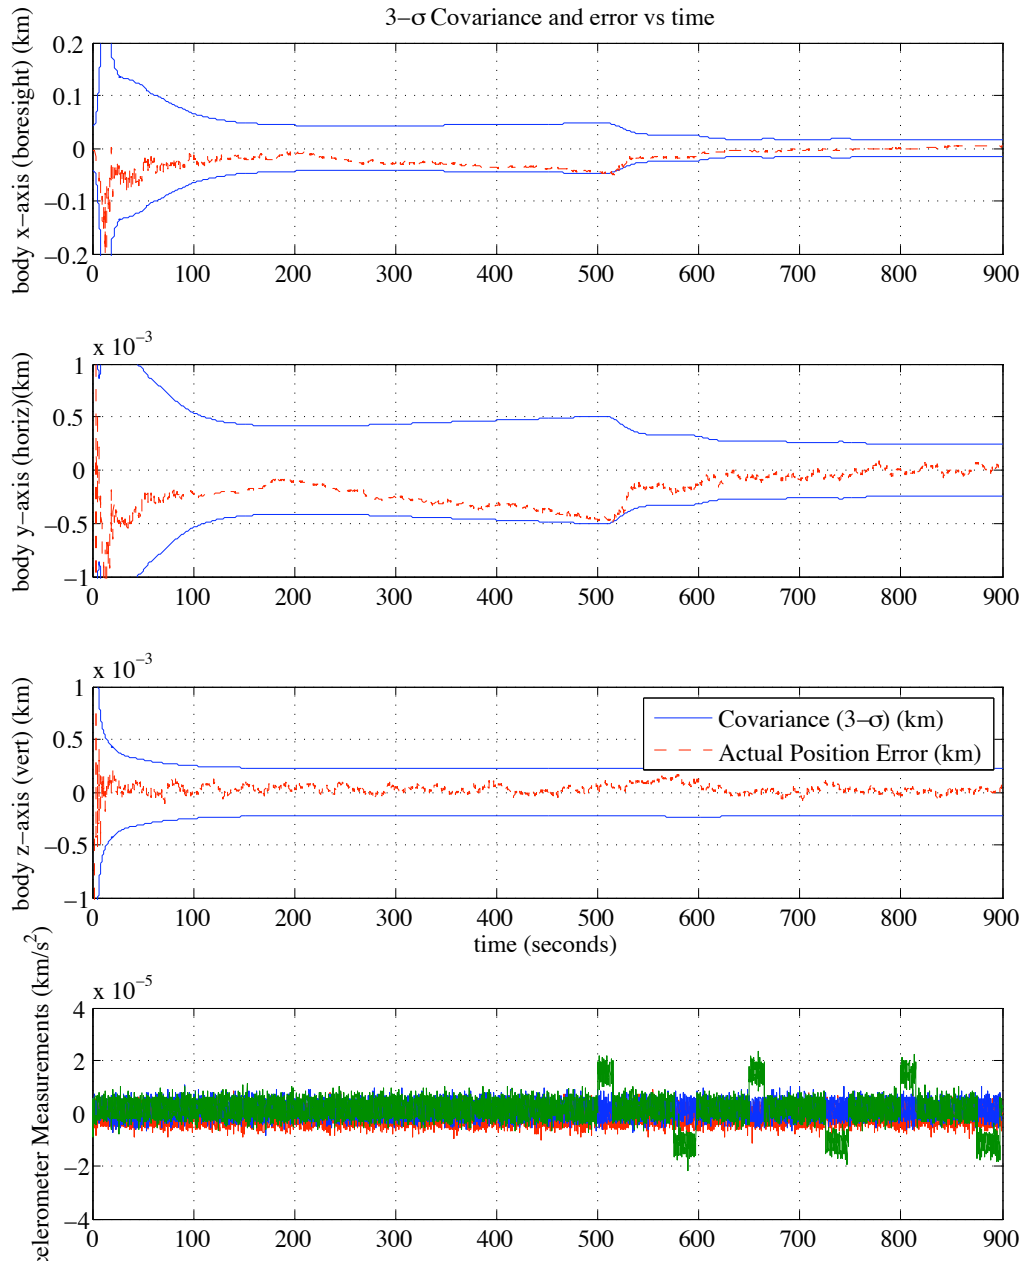 3–σ Covariance and error vs time
body x–axis (boresight) (km)
0.2
0.1
0
−0.1
−0.2
0 100 200 300 400 500 600 700 800 900
x 10−3
body y–axis (horiz)(km)
1
0.5
0
−0.5
−1
0 100 200 300 400 500 600 700 800 900
x 10−3
body z–axis (vert) (km)
1
0.5
0
−0.5
−1
Covariance (3–σ) (km)
Actual Position Error (km)
0 100 200 300 400 500 600 700 800 900
time (seconds)
x 10−5
celerometer Measurements (km/s2)
4
2
0
−2
−4
0 100 200 300 400 500 600 700 800 900